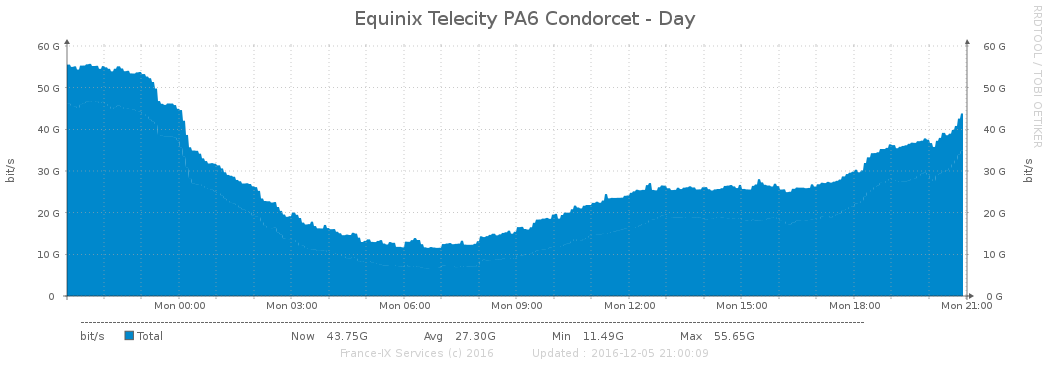 Equinix Telecity PA6 Condorcet - Day
RRDTOOL / TOBI OETIKER
bit/s
bit/s
60 G 60 G
50 G 50 G
40 G 40 G
30 G 30 G
20 G 20 G
10 G 10 G
0 0 G
Mon 00:00 Mon 03:00 Mon 06:00 Mon 09:00 Mon 12:00 Mon 15:00 Mon 18:00 Mon 21:00
bit/s Total Now 43.75G Avg 27.30G Min 11.49G Max 55.65G
France-IX Services (c) 2016 Updated : 2016-12-05 21:00:09